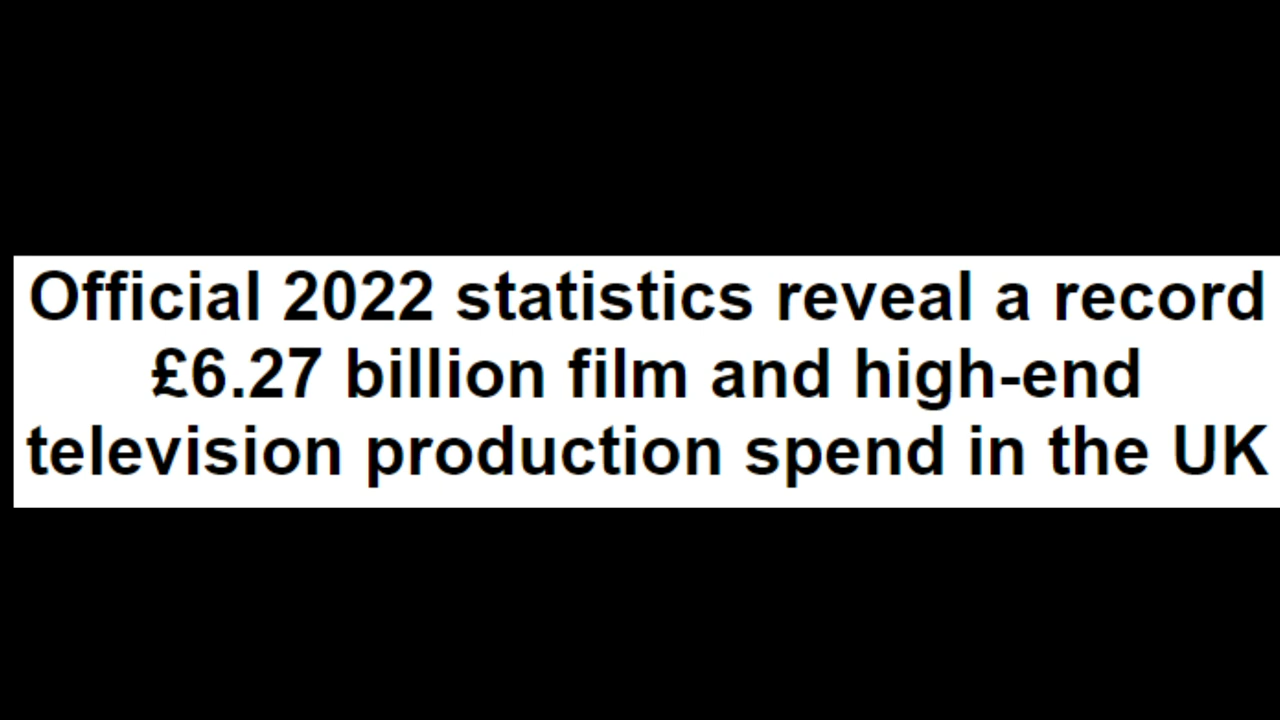 Official 2022 statistics reveal a record
£6.27 billion film and high-end
television production spend in the UK